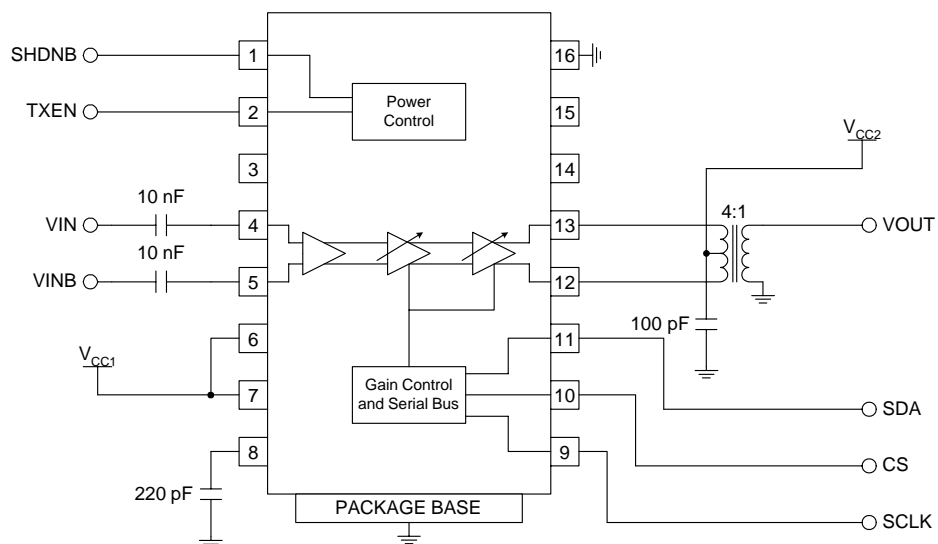 SHDNB
1
16
TXEN
2
Power
Control
15
3
14
V_CC2
10 nF
VIN
4
13
4:1
VOUT
10 nF
VINB
5
12
100 pF
6
11
V_CC1
7
Gain Control
and Serial Bus
10
SDA
8
9
CS
220 pF
PACKAGE BASE
SCLK